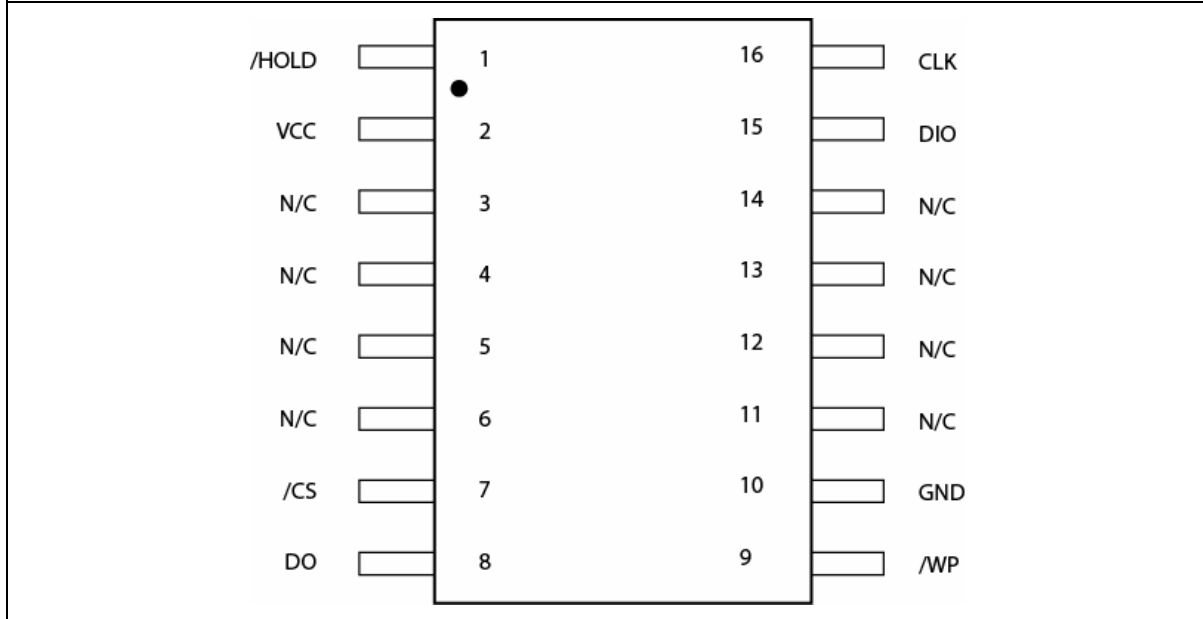 /HOLD 1 16 CLK
VCC 2 15 DIO
N/C 3 14 N/C
N/C 4 13 N/C
N/C 5 12 N/C
N/C 6 11 N/C
/CS 7 10 GND
DO 8 9 /WP